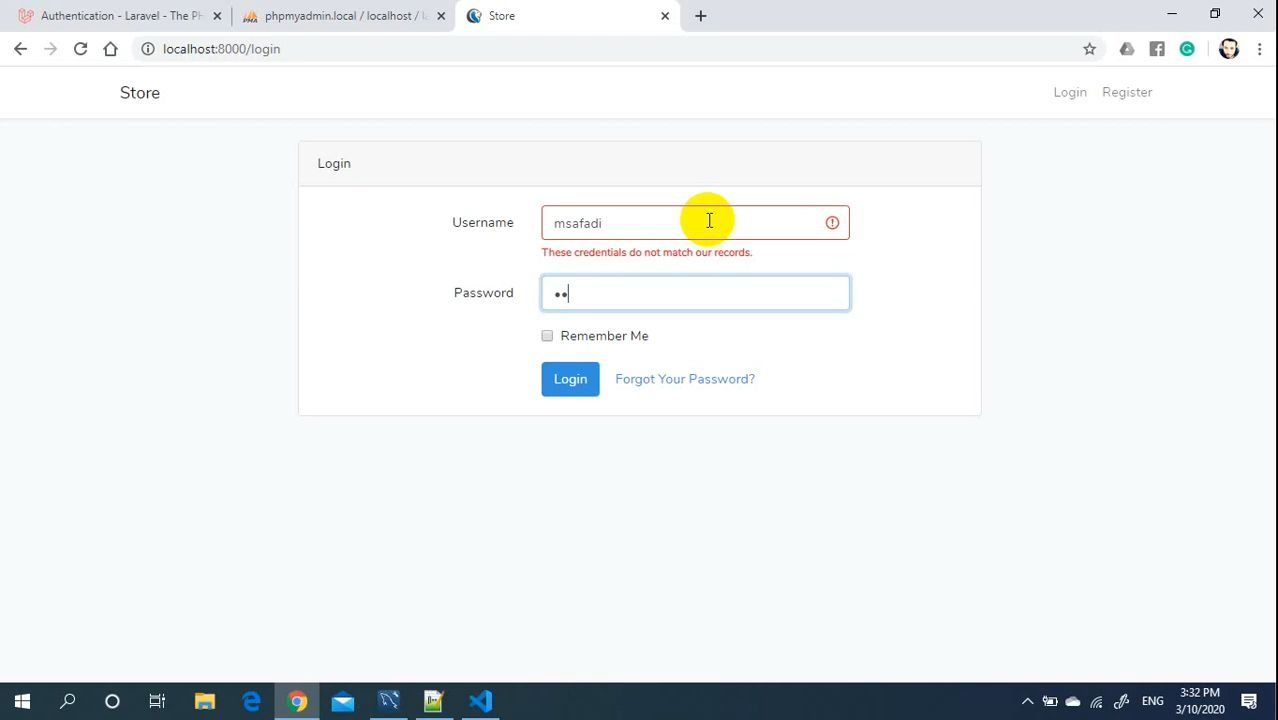 Authentication - Laravel - The PH
phpmyadmin.local / localhost / la
Store
localhost:8000/login
Store
Login
Register
Login
Username
msafadi
These credentials do not match our records.
Password
••
Remember Me
Login
Forgot Your Password?
ENG
3:32 PM
3/10/2020